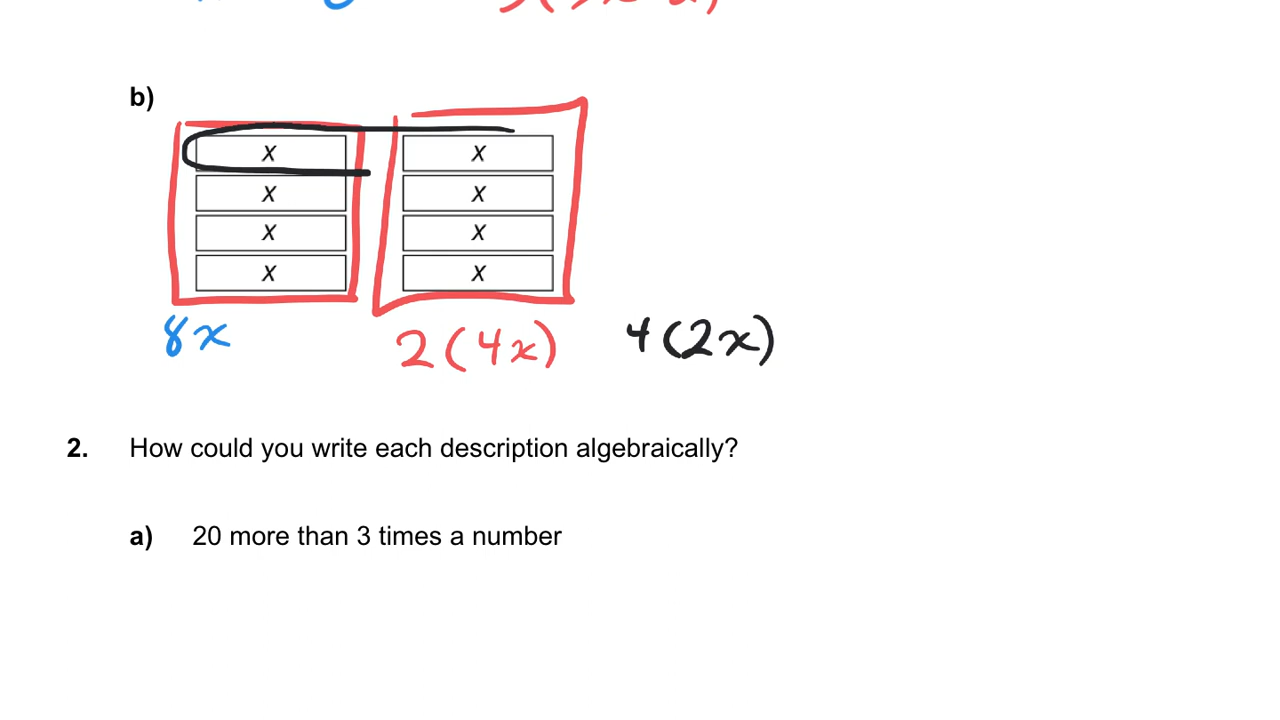 b)
x x
x x
x x
x x
8x 2(4x) 4(2x)
2. How could you write each description algebraically?
a) 20 more than 3 times a number